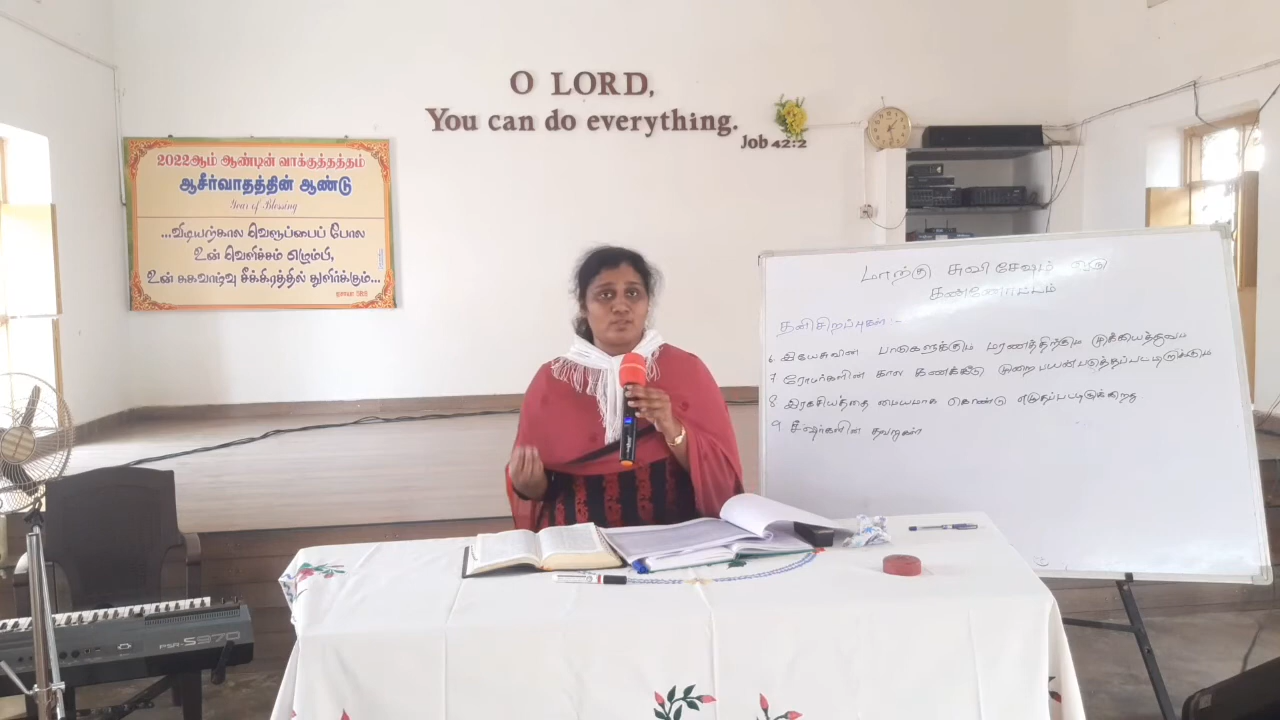 O LORD,
You can do everything.
Job 42:2
2022ஆம் ஆண்டின் வாக்குத்தத்தம்
ஆசீர்வாதத்தின் ஆண்டு
Year of Blessing
...விடியற்கால வெளுப்பைப் போல
உன் வெளிச்சம் எழும்பி,
உன் சுகவாழ்வு சீக்கிரத்தில் துளிர்க்கும்...
மாற்கு சுவிசேஷம் ஒரு
கண்ணோட்டம்
தனிசிறப்புகள் :-
6 இயேசுவின் பாடுகளுக்கும் மரணத்திற்கும் முக்கியத்துவம்
7 ரோமர்களின் கால கணக்கீடு முறை பயன்படுத்தப்பட்டிருக்கும்
8 இரகசியத்தை மையமாக கொண்டு எழுதப்பட்டிருக்கிறது
9 சீஷர்களின் தவறுகள்
PSR-S970